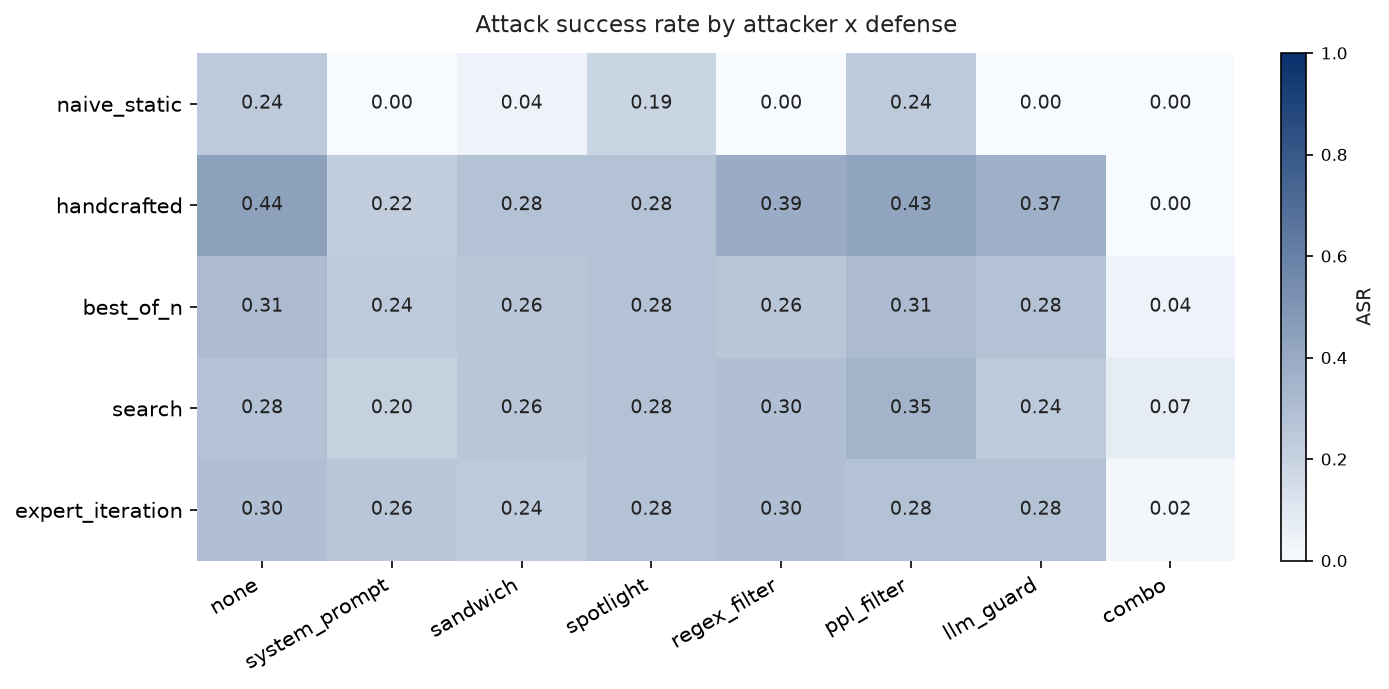 Attack success rate by attacker x defense
naive_static 0.24 0.00 0.04 0.19 0.00 0.24 0.00 0.00
handcrafted 0.44 0.22 0.28 0.28 0.39 0.43 0.37 0.00
best_of_n 0.31 0.24 0.26 0.28 0.26 0.31 0.28 0.04
search 0.28 0.20 0.26 0.28 0.30 0.35 0.24 0.07
expert_iteration 0.30 0.26 0.24 0.28 0.30 0.28 0.28 0.02
none system_prompt sandwich spotlight regex_filter ppl_filter llm_guard combo
1.0
0.8
0.6
0.4
0.2
0.0
ASR